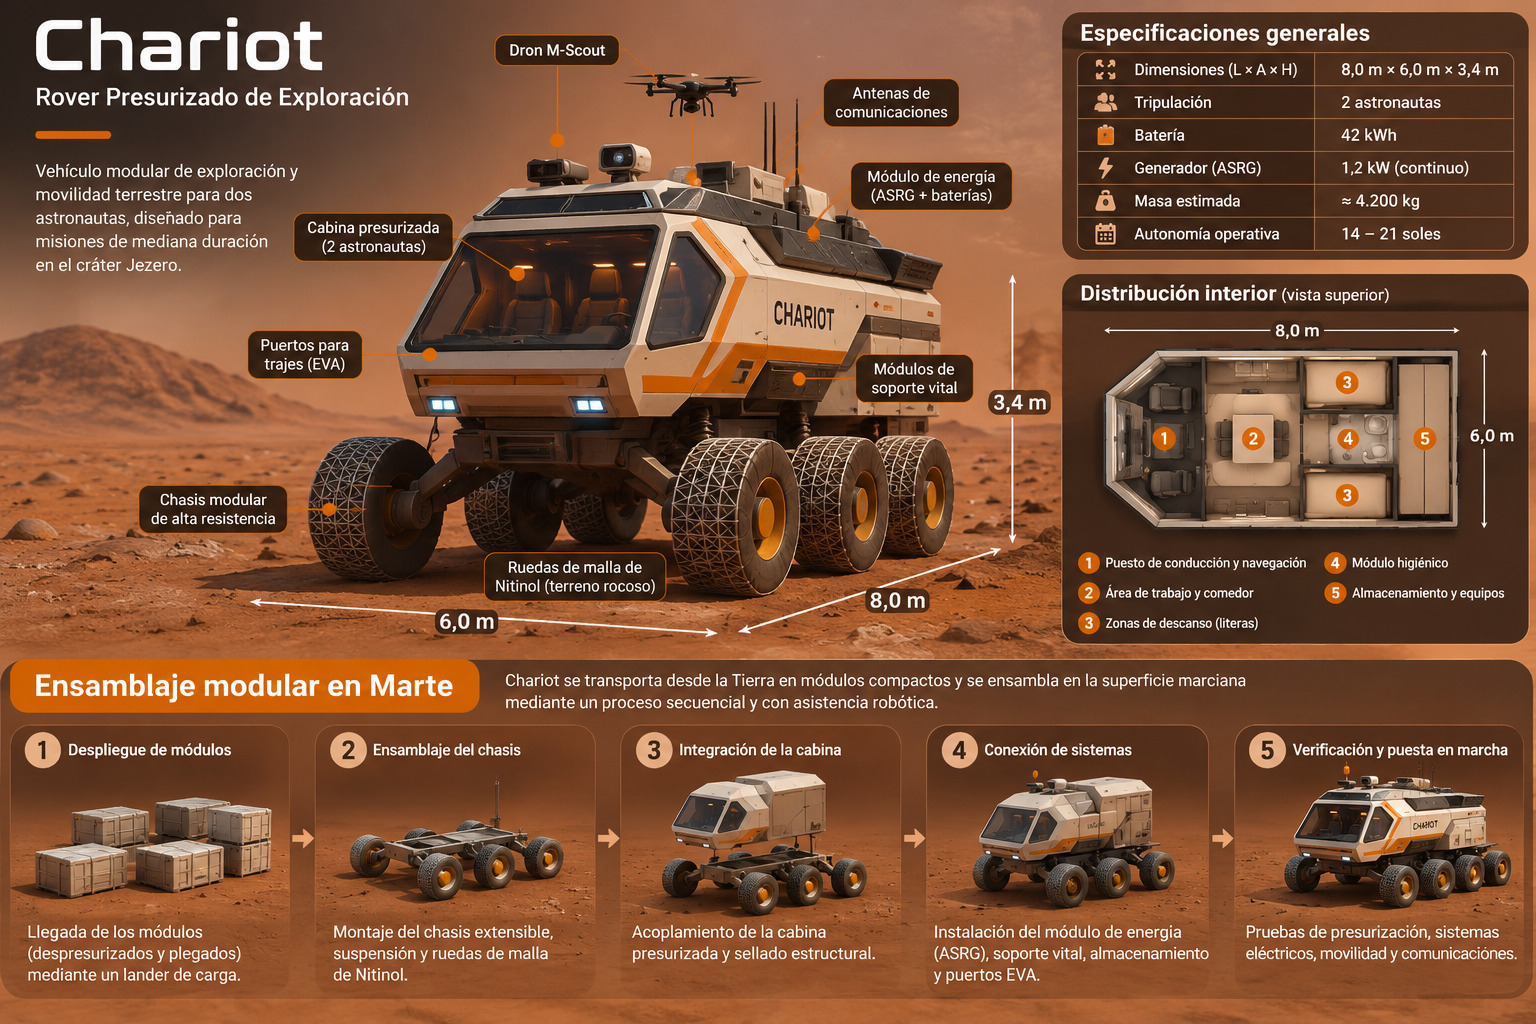 Chariot
Rover Presurizado de Exploración
Vehículo modular de exploración y
movilidad terrestre para dos
astronautas, diseñado para
misiones de mediana duración
en el cráter Jezero.
Dron M-Scout
Antenas de
comunicaciones
Módulo de energía
(ASRG + baterías)
Cabina presurizada
(2 astronautas)
Puertos para
trajes (EVA)
CHARIOT
Módulos de
soporte vital
3,4 m
Chasis modular
de alta resistencia
Ruedas de malla de
Nitinol (terreno rocoso)
6,0 m
8,0 m
Especificaciones generales
Dimensiones (L × A × H) 8,0 m × 6,0 m × 3,4 m
Tripulación 2 astronautas
Batería 42 kWh
Generador (ASRG) 1,2 kW (continuo)
Masa estimada ≈ 4.200 kg
Autonomía operativa 14 – 21 soles
Distribución interior (vista superior)
8,0 m
3
1 2 4 5
3
6,0 m
1 Puesto de conducción y navegación
2 Área de trabajo y comedor
3 Zonas de descanso (literas)
4 Módulo higiénico
5 Almacenamiento y equipos
Ensamblaje modular en Marte
Chariot se transporta desde la Tierra en módulos compactos y se ensambla en la superficie marciana
mediante un proceso secuencial y con asistencia robótica.
1 Despliegue de módulos
Llegada de los módulos
(despresurizados y plegados)
mediante un lander de carga.
2 Ensamblaje del chasis
Montaje del chasis extensible,
suspensión y ruedas de malla
de Nitinol.
3 Integración de la cabina
Acoplamiento de la cabina
presurizada y sellado estructural.
4 Conexión de sistemas
Instalación del módulo de energia
(ASRG), soporte vital, almacenamiento
y puertos EVA.
5 Verificación y puesta en marcha
CHARIOT
Pruebas de presurización, sistemas
eléctricos, movilidad y comunicaciónes.